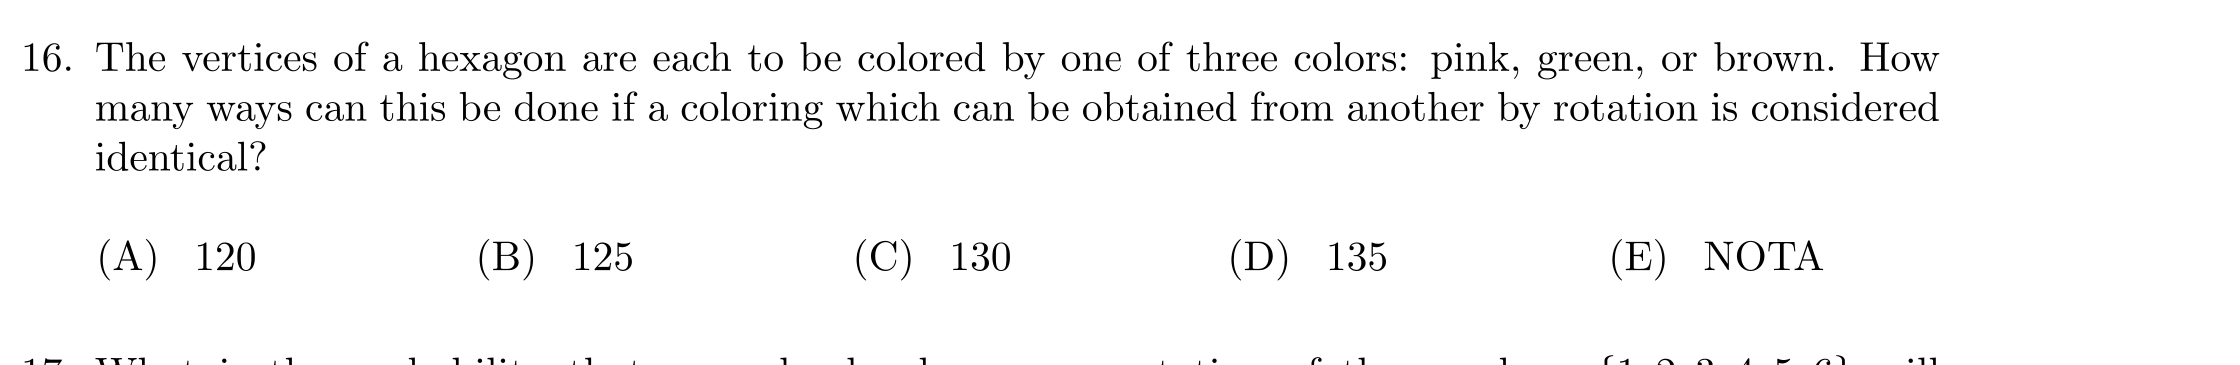 16. The vertices of a hexagon are each to be colored by one of three colors: pink, green, or brown. How
many ways can this be done if a coloring which can be obtained from another by rotation is considered
identical?
(A) 120 (B) 125 (C) 130 (D) 135 (E) NOTA